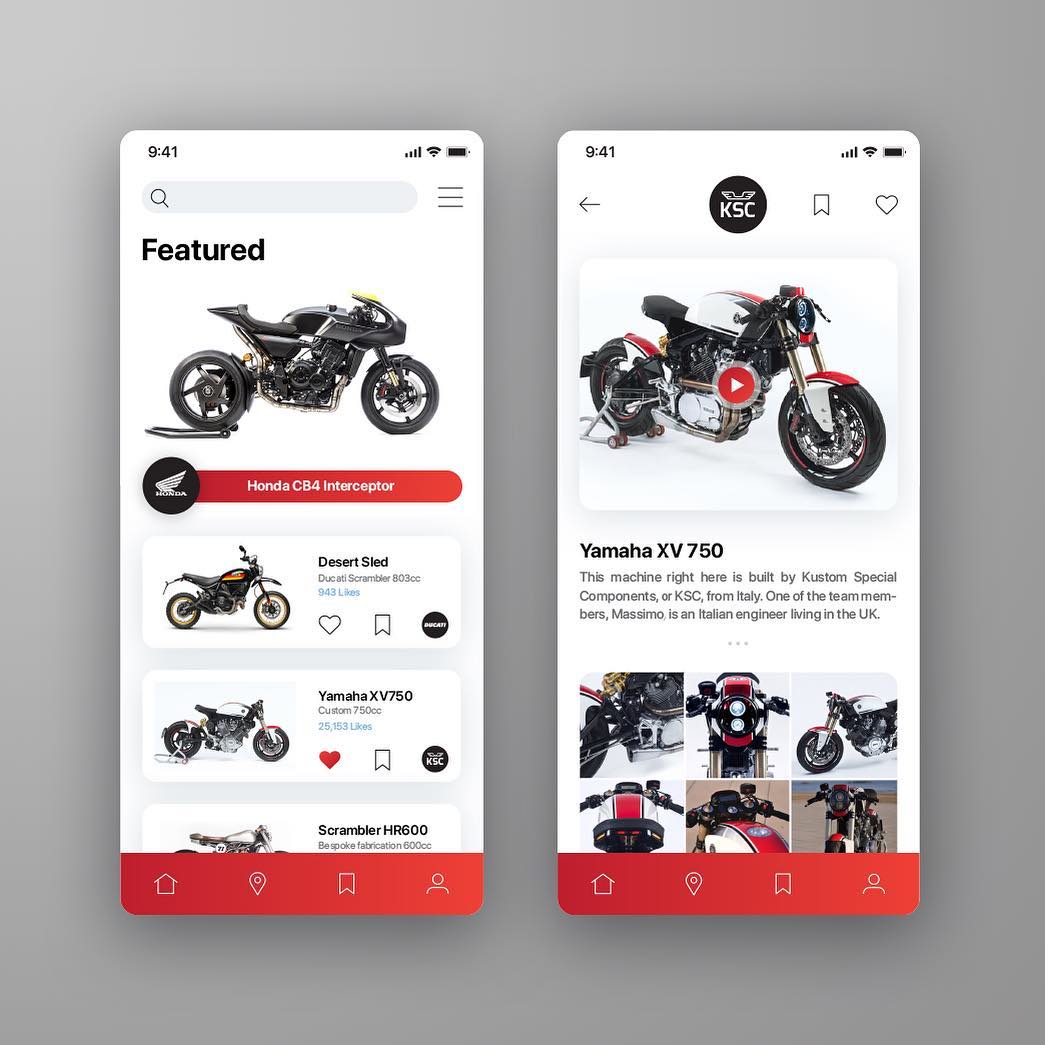 9:41
Featured
HONDA
HONDA
Honda CB4 Interceptor
Desert Sled
Ducati Scrambler 803cc
943 Likes
DUCATI
Yamaha XV750
Custom 750cc
25,153 Likes
KSC
Scrambler HR600
Bespoke fabrication 600cc
9:41
KSC
Yamaha XV 750
This machine right here is built by Kustom Special
Components, or KSC, from Italy. One of the team mem-
bers, Massimo, is an Italian engineer living in the UK.